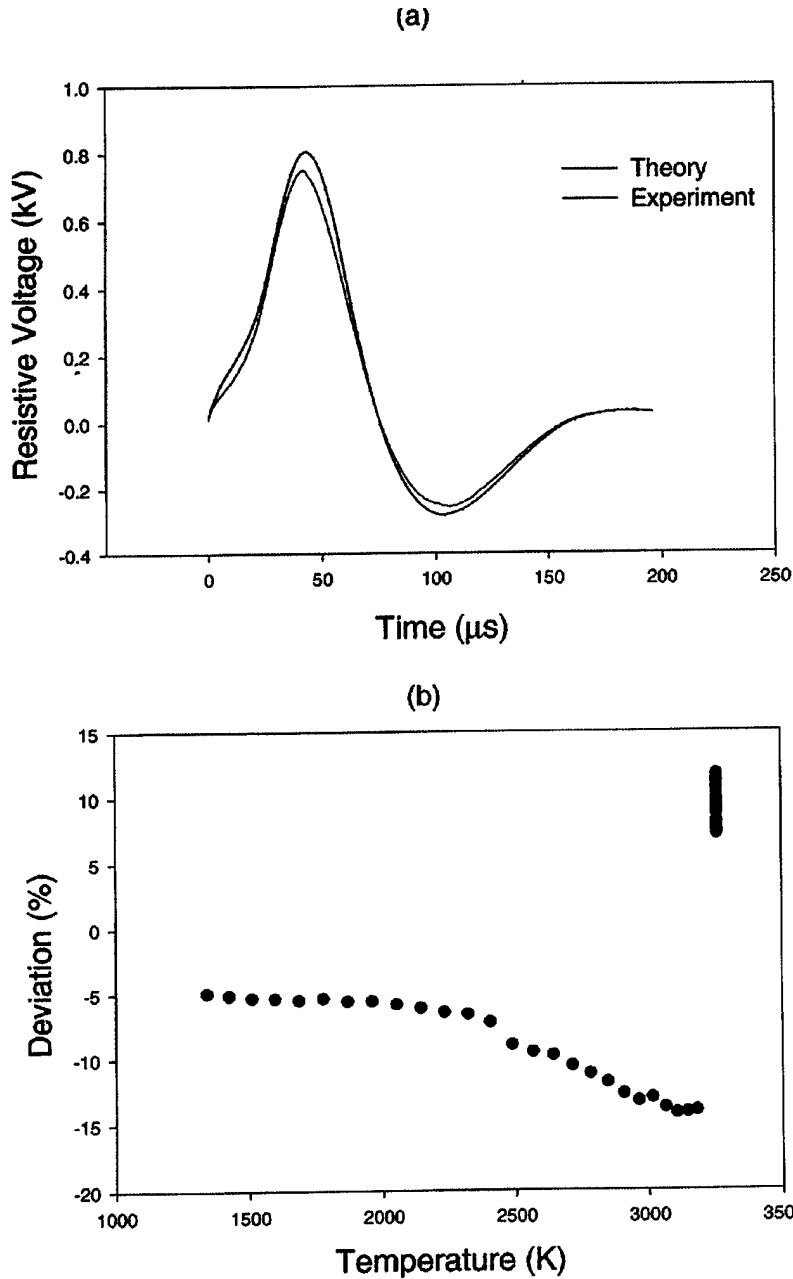 (a)
1.0
0.8
0.6
0.4
0.2
0.0
-0.2
-0.4
Resistive Voltage (kV)
Theory
Experiment
0 50 100 150 200 250
Time (μs)
(b)
15
10
5
0
-5
-10
-15
-20
Deviation (%)
1000 1500 2000 2500 3000 350
Temperature (K)